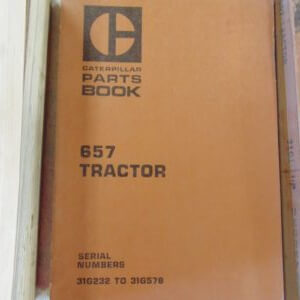 CATERPILLAR
PARTS
BOOK
657
TRACTOR
SERIAL
NUMBERS
31G232 TO 31G578